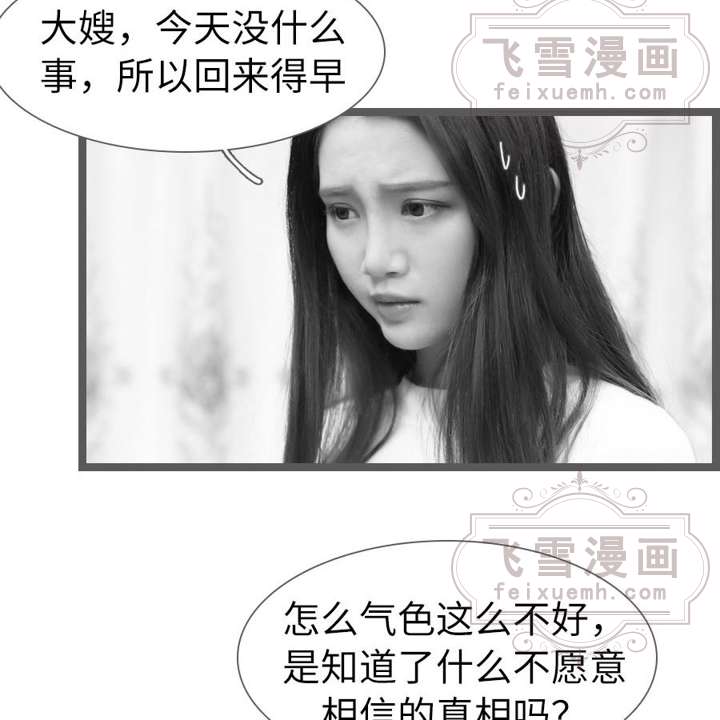 大嫂，今天没什么
事，所以回来得早
飞雪漫画
feixuemh.com
飞雪漫画
feixuemh.com
怎么气色这么不好，
是知道了什么不愿意
相信的真相吗？